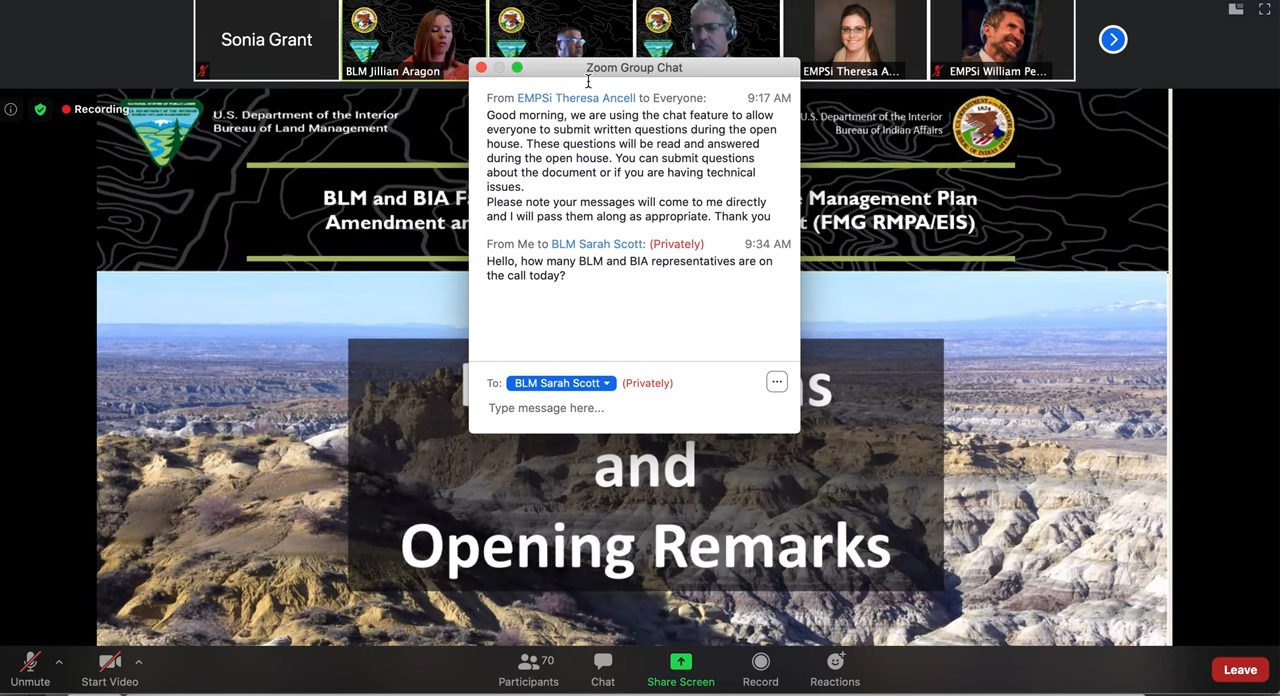 Sonia Grant
BLM Jillian Aragon
EMPSi Theresa A...
EMPSi William Pe...
Recording
U.S. Department of the Interior
Bureau of Land Management
U.S. Department of the Interior
Bureau of Indian Affairs
BLM and BIA Fa
e Management Plan
Amendment an
t (FMG RMPA/EIS)
Zoom Group Chat
From EMPSi Theresa Ancell to Everyone: 9:17 AM
Good morning, we are using the chat feature to allow
everyone to submit written questions during the open
house. These questions will be read and answered
during the open house. You can submit questions
about the document or if you are having technical
issues.
Please note your messages will come to me directly
and I will pass them along as appropriate. Thank you
From Me to BLM Sarah Scott: (Privately) 9:34 AM
Hello, how many BLM and BIA representatives are on
the call today?
To: BLM Sarah Scott (Privately)
Type message here...
and
Opening Remarks
Unmute
Start Video
70
Participants
Chat
Share Screen
Record
Reactions
Leave